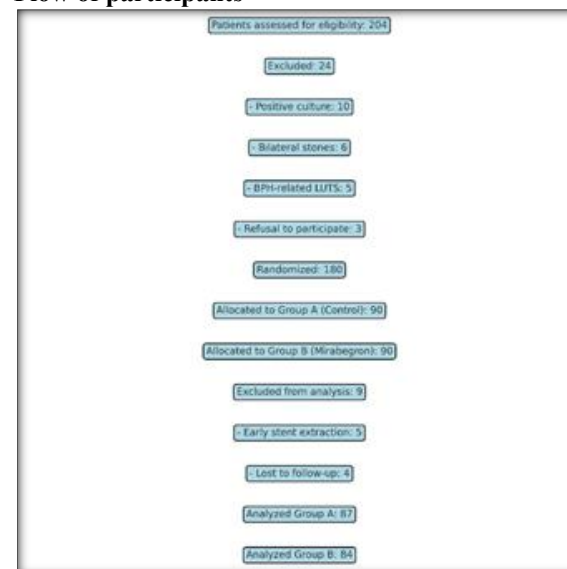 Flow of participants
Patients assessed for eligibility: 204
Excluded: 24
- Positive culture: 10
- Bilateral stones: 6
- BPH-related LUTS: 5
- Refusal to participate: 3
Randomized: 180
Allocated to Group A (Control): 90
Allocated to Group B (Mirabegron): 90
Excluded from analysis: 9
- Early stent extraction: 5
- Lost to follow-up: 4
Analyzed Group A: 87
Analyzed Group B: 84